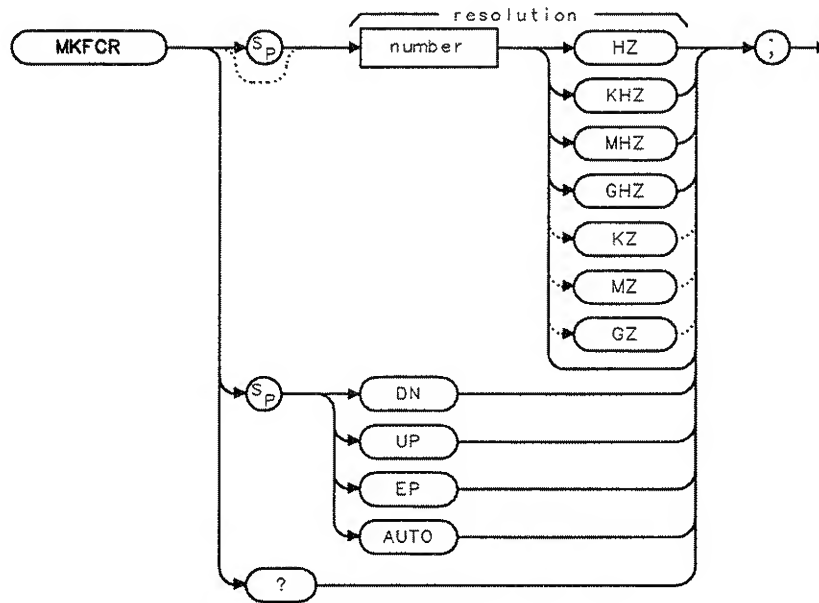 resolution
MKFCR
SP
number
HZ
;
KHZ
MHZ
GHZ
KZ
MZ
GZ
SP
DN
UP
EP
AUTO
?